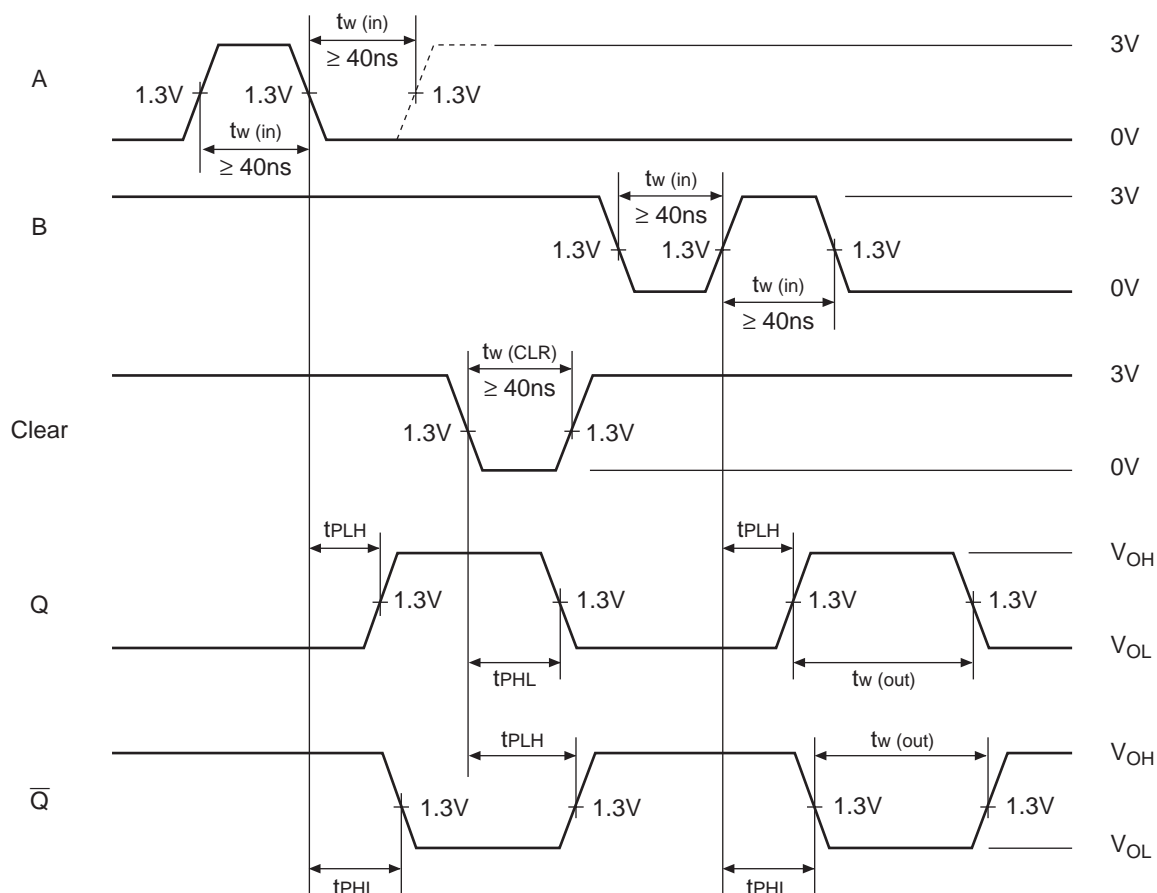 tw (in)
≥ 40ns
3V
A
1.3V 1.3V 1.3V
tw (in)
≥ 40ns
0V
tw (in)
≥ 40ns
3V
B
1.3V 1.3V 1.3V
tw (in)
≥ 40ns
0V
tw (CLR)
≥ 40ns
3V
Clear
1.3V 1.3V
0V
tPLH tPLH
VOH
Q
1.3V 1.3V 1.3V 1.3V
VOL
tPHL tw (out)
tPLH tw (out)
VOH
Q̅
1.3V 1.3V 1.3V 1.3V
VOL
tPHL tPHL